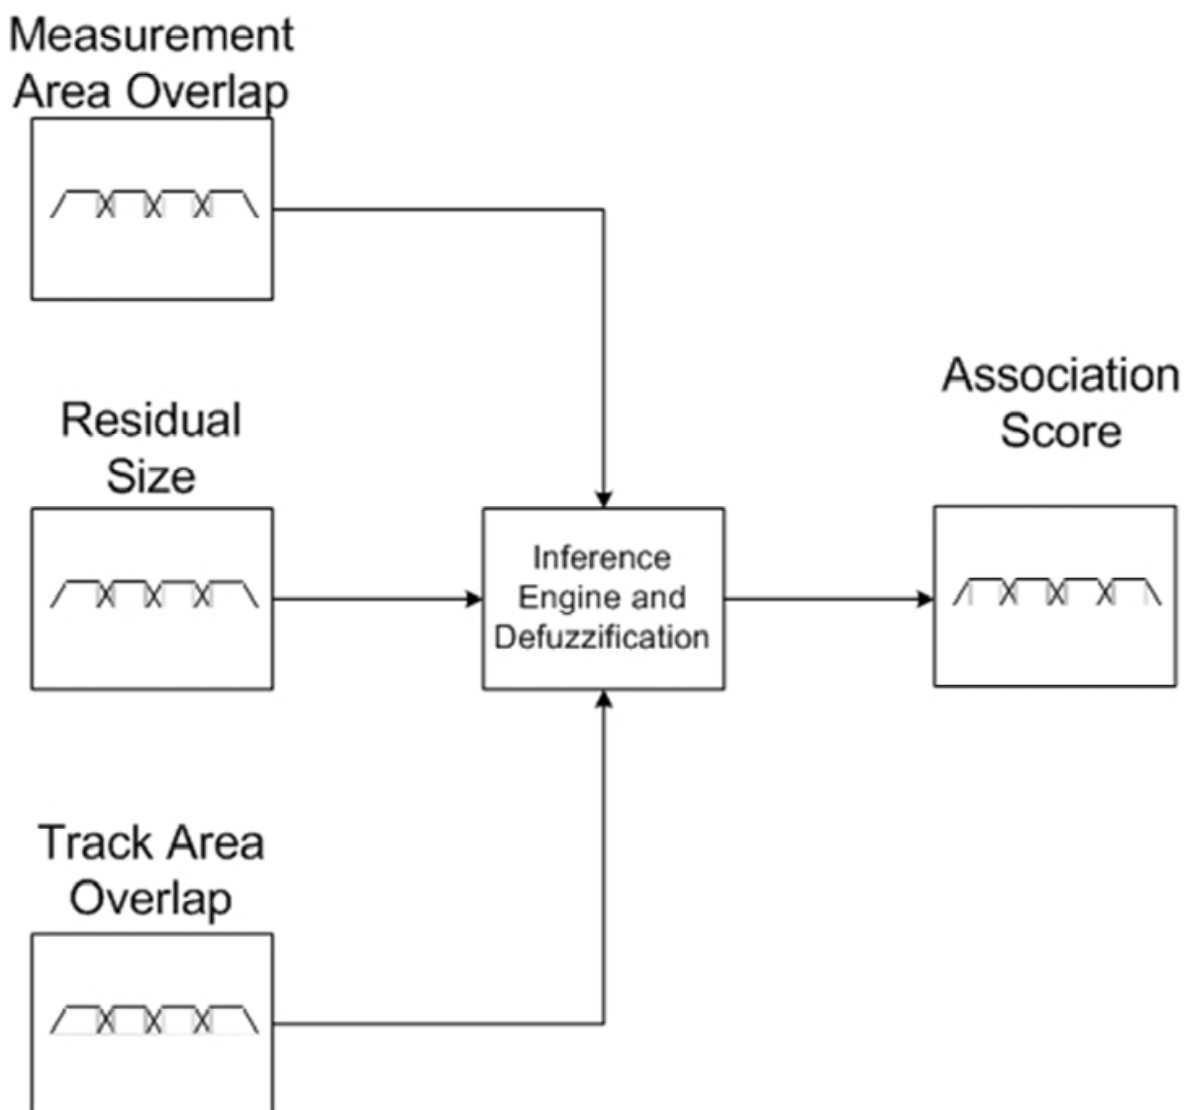 Measurement
Area Overlap
Residual
Size
Association
Score
Inference
Engine and
Defuzzification
Track Area
Overlap